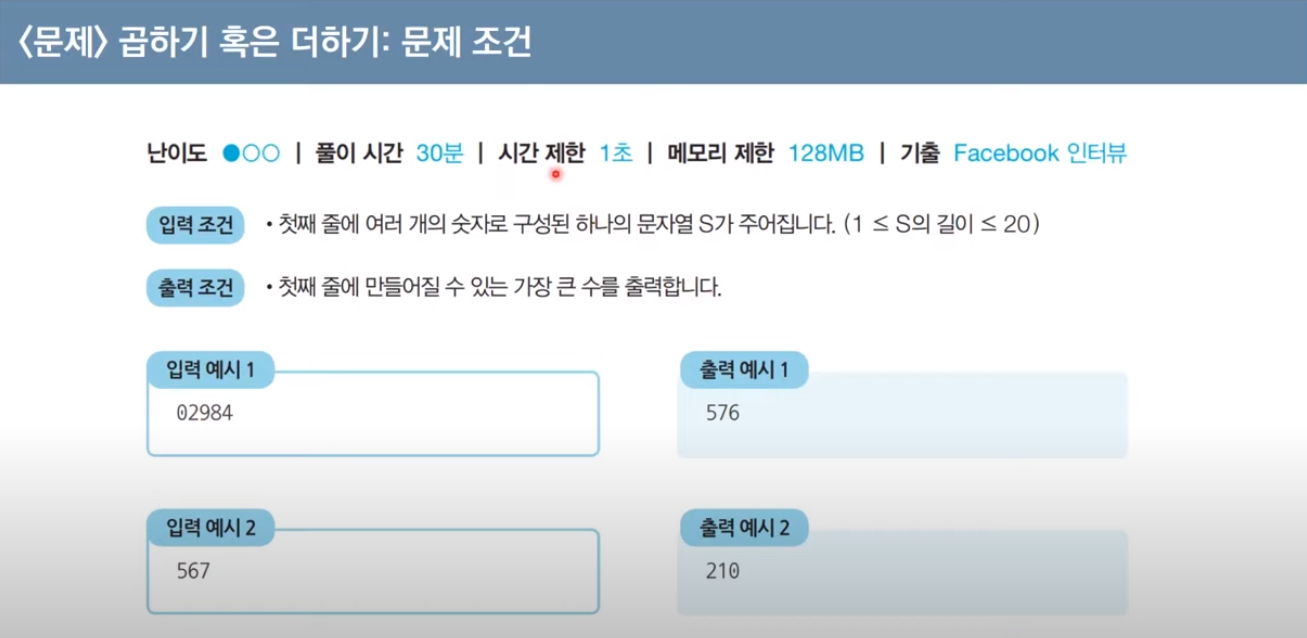 <문제> 곱하기 혹은 더하기: 문제 조건
난이도 ●○○ | 풀이 시간 30분 | 시간 제한 1초 | 메모리 제한 128MB | 기출 Facebook 인터뷰
입력 조건 • 첫째 줄에 여러 개의 숫자로 구성된 하나의 문자열 S가 주어집니다. (1 ≤ S의 길이 ≤ 20)
출력 조건 • 첫째 줄에 만들어질 수 있는 가장 큰 수를 출력합니다.
입력 예시 1
02984
출력 예시 1
576
입력 예시 2
567
출력 예시 2
210